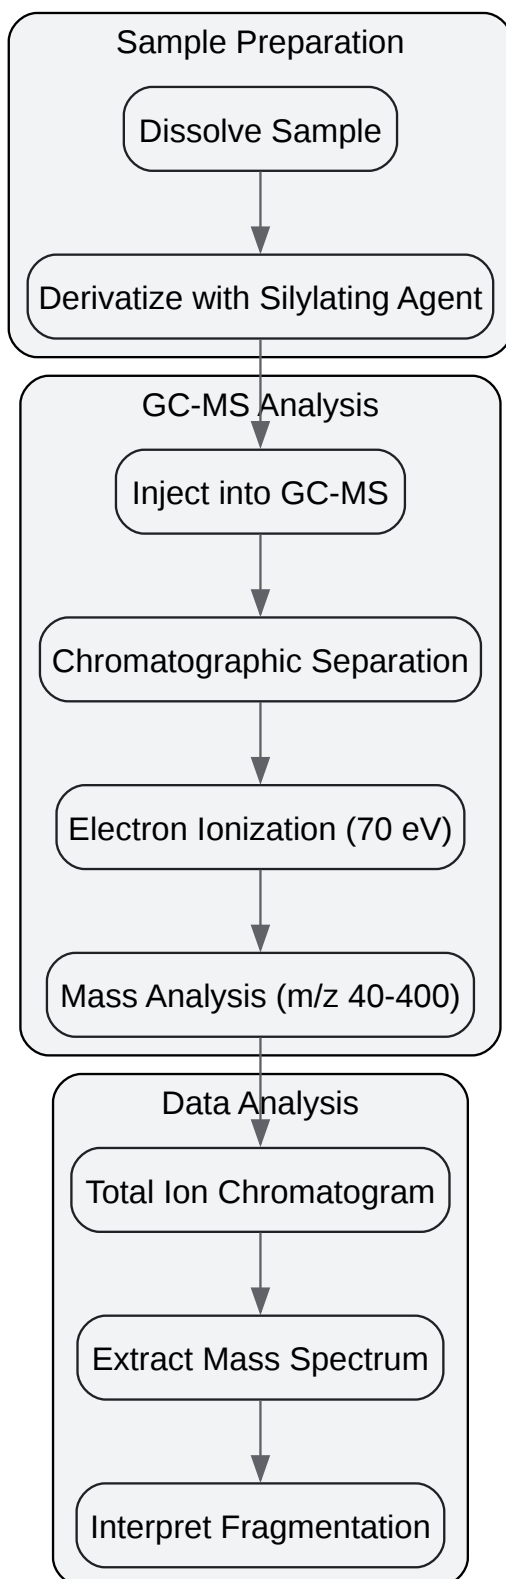 Sample Preparation
Dissolve Sample
Derivatize with Silylating Agent
GC-MS Analysis
Inject into GC-MS
Chromatographic Separation
Electron Ionization (70 eV)
Mass Analysis (m/z 40-400)
Data Analysis
Total Ion Chromatogram
Extract Mass Spectrum
Interpret Fragmentation